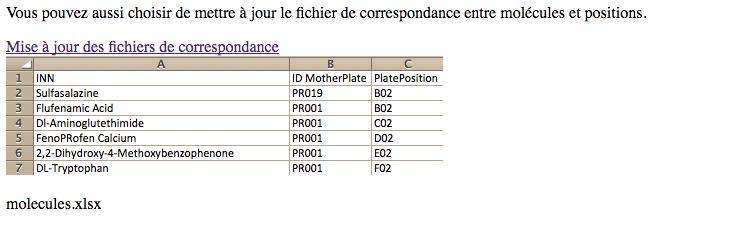 Vous pouvez aussi choisir de mettre à jour le fichier de correspondance entre molécules et positions.
Mise à jour des fichiers de correspondance
A B C
1 INN ID MotherPlate PlatePosition
2 Sulfasalazine PR019 B02
3 Flufenamic Acid PR001 B02
4 Dl-Aminoglutethimide PR001 C02
5 FenoPRofen Calcium PR001 D02
6 2,2-Dihydroxy-4-Methoxybenzophenone PR001 E02
7 DL-Tryptophan PR001 F02
molecules.xlsx